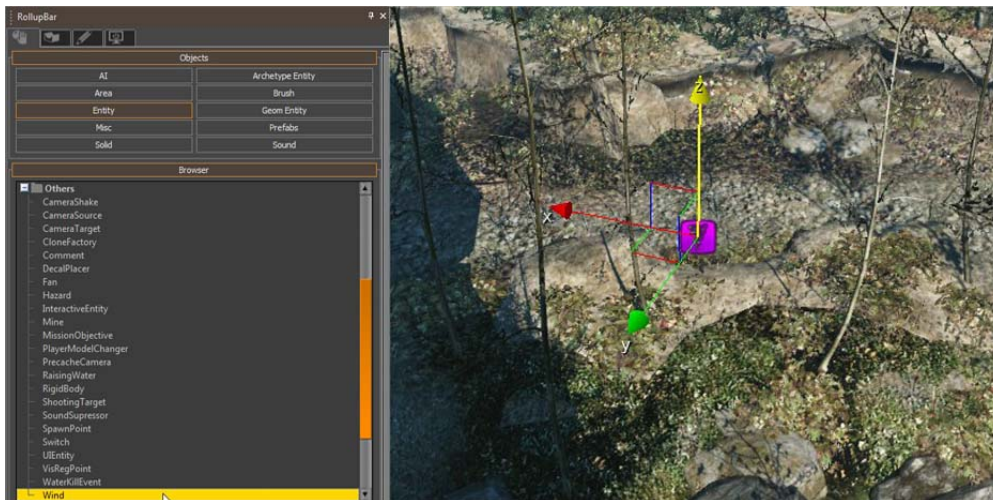 RollupBar
Objects
AI
Archetype Entity
Area
Brush
Entity
Geom Entity
Misc
Prefabs
Solid
Sound
Browser
Others
CameraShake
CameraSource
CameraTarget
CloneFactory
Comment
DecalPlacer
Fan
Hazard
InteractiveEntity
Mine
MissionObjective
PlayerModelChanger
PrecacheCamera
RaisingWater
RigidBody
ShootingTarget
SoundSupressor
SpawnPoint
Switch
UIEntity
VisRegPoint
WaterKillEvent
Wind
z
x
y